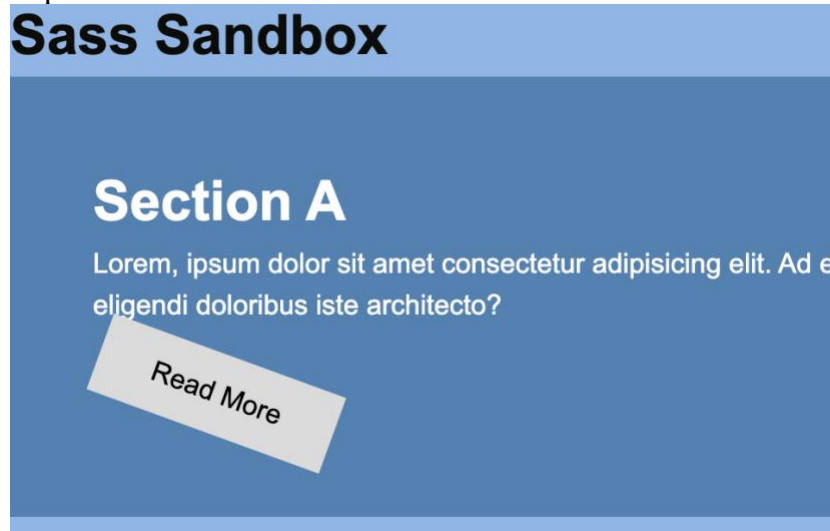 Sass Sandbox
Section A
Lorem, ipsum dolor sit amet consectetur adipisicing elit. Ad
eligendi doloribus iste architecto?
Read More